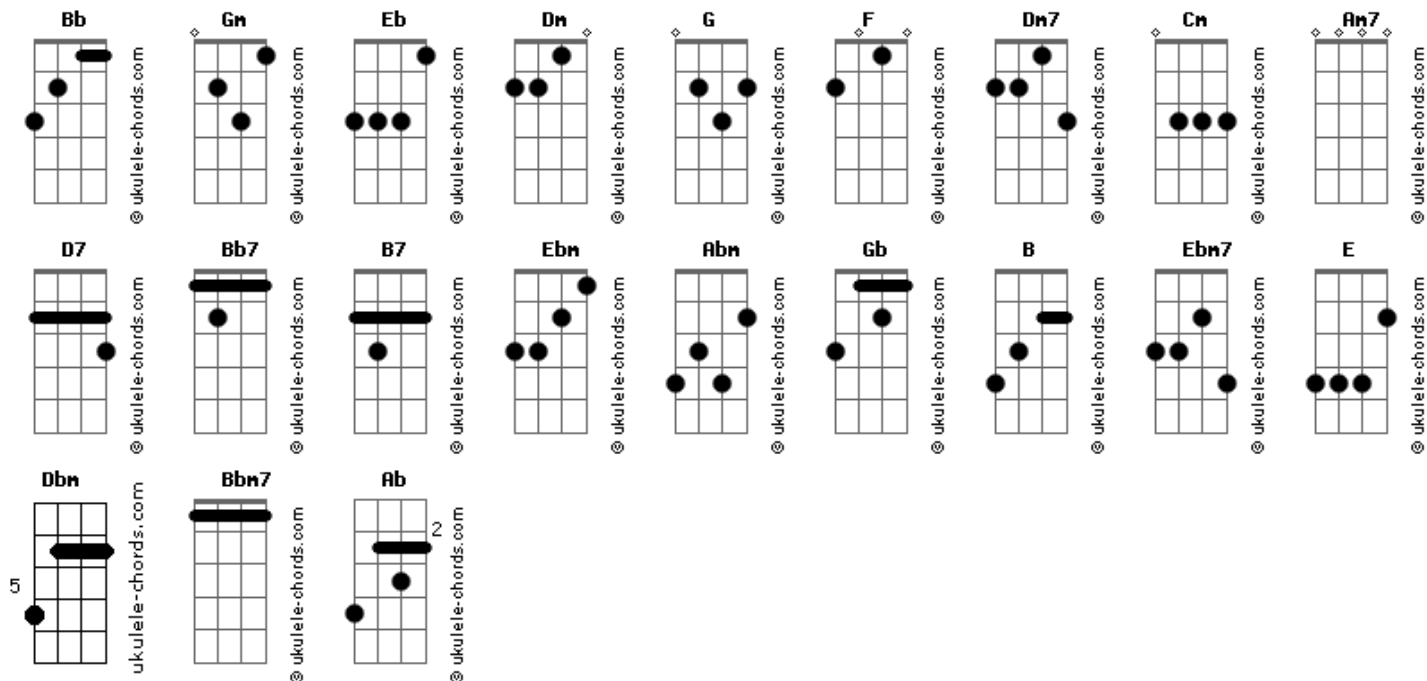 Bb Gm Eb Dm G F Dm7 Cm Am7
© ukulele-chords.com © ukulele-chords.com © ukulele-chords.com © ukulele-chords.com © ukulele-chords.com © ukulele-chords.com © ukulele-chords.com © ukulele-chords.com © ukulele-chords.com
D7 Bb7 B7 Ebm Abm Gb B Ebm7 E
© ukulele-chords.com © ukulele-chords.com © ukulele-chords.com © ukulele-chords.com © ukulele-chords.com © ukulele-chords.com © ukulele-chords.com © ukulele-chords.com © ukulele-chords.com
Dbm Bbm7 Ab
5 2
ukulele-chords.com © ukulele-chords.com © ukulele-chords.com